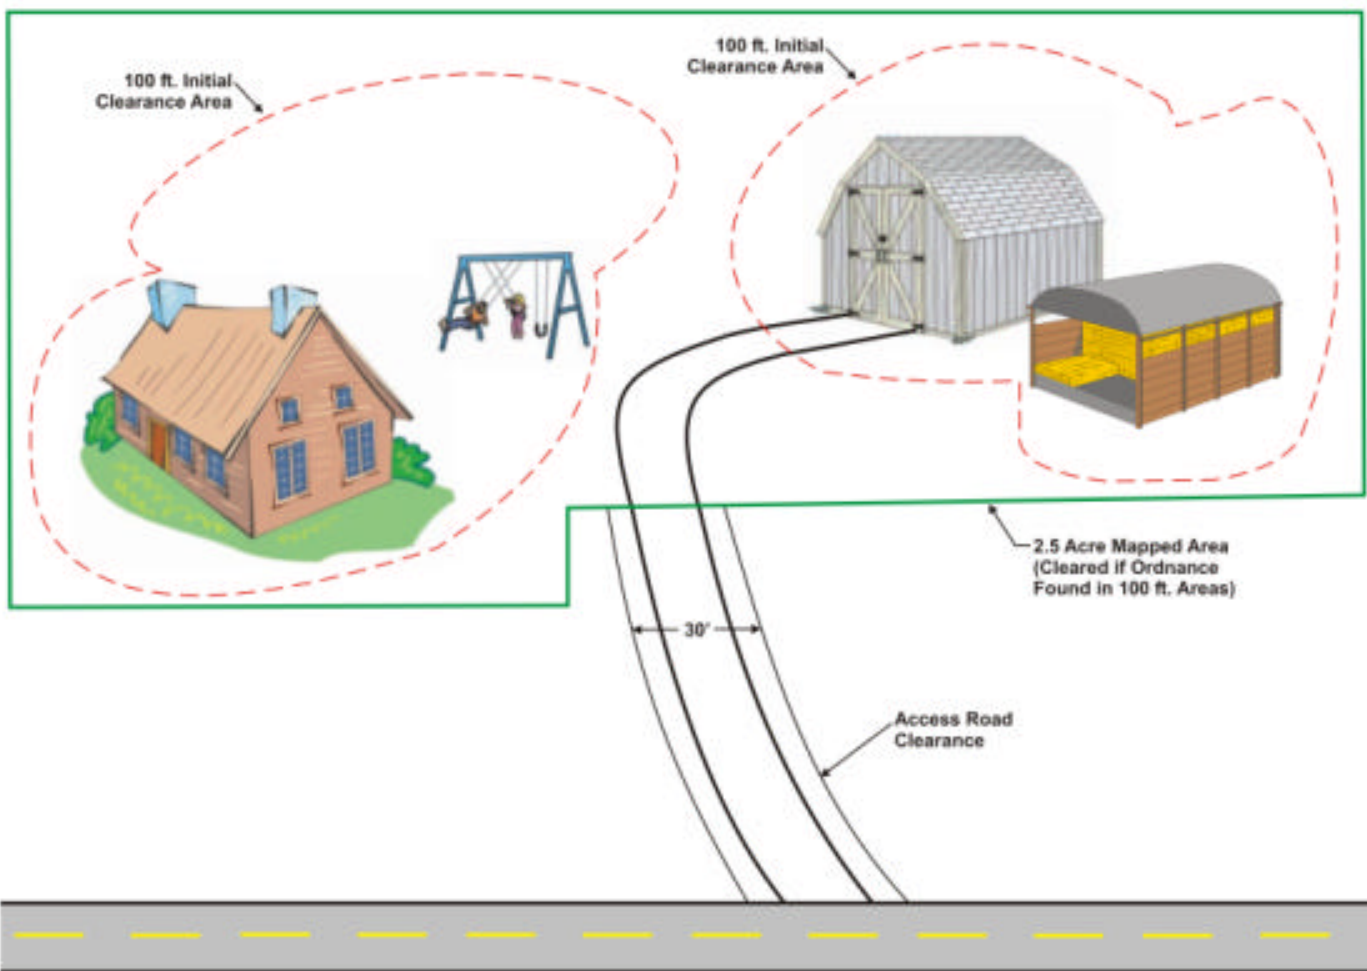 100 ft. Initial
Clearance Area
100 ft. Initial
Clearance Area
2.5 Acre Mapped Area
(Cleared if Ordnance
Found in 100 ft. Areas)
30'
Access Road
Clearance